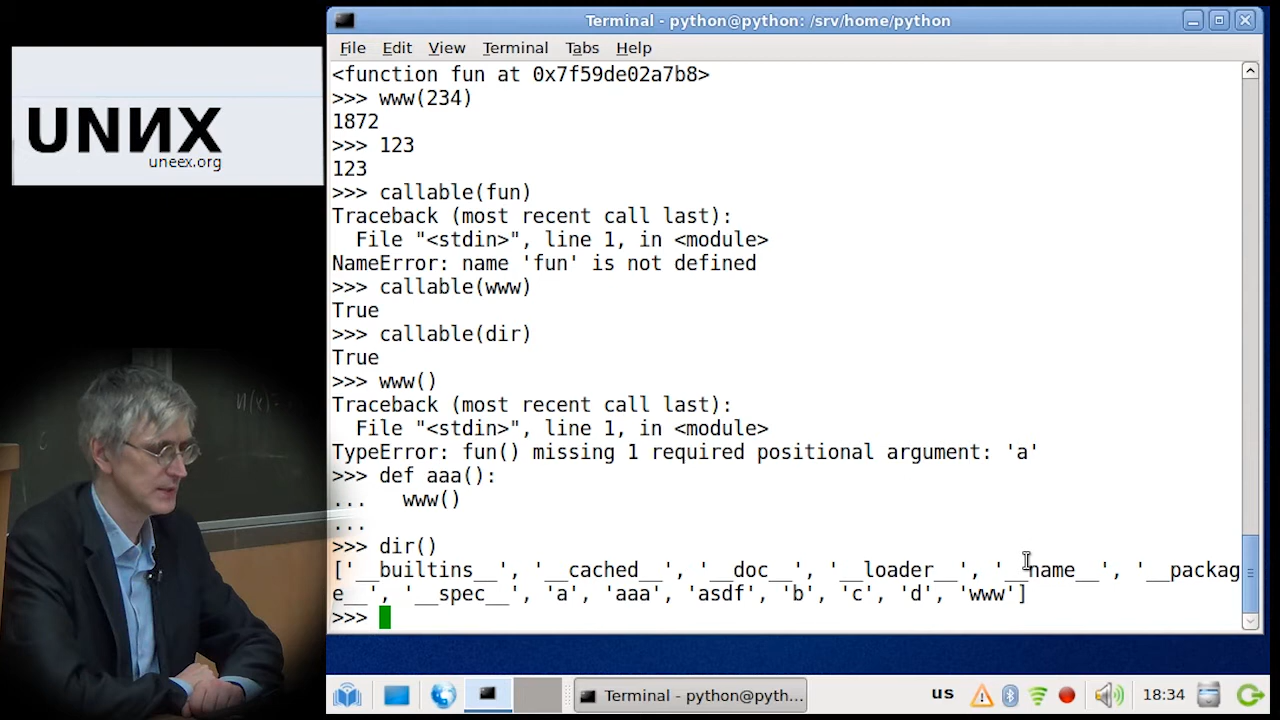 Terminal - python@python: /srv/home/python
File Edit View Terminal Tabs Help
UNИX
uneex.org
<function fun at 0x7f59de02a7b8>
>>> www(234)
1872
>>> 123
123
>>> callable(fun)
Traceback (most recent call last):
  File "<stdin>", line 1, in <module>
NameError: name 'fun' is not defined
>>> callable(www)
True
>>> callable(dir)
True
>>> www()
Traceback (most recent call last):
  File "<stdin>", line 1, in <module>
TypeError: fun() missing 1 required positional argument: 'a'
>>> def aaa():
...   www()
...
>>> dir()
['__builtins__', '__cached__', '__doc__', '__loader__', '__name__', '__packag
e__', '__spec__', 'a', 'aaa', 'asdf', 'b', 'c', 'd', 'www']
>>>
Terminal - python@pyth...
us
18:34